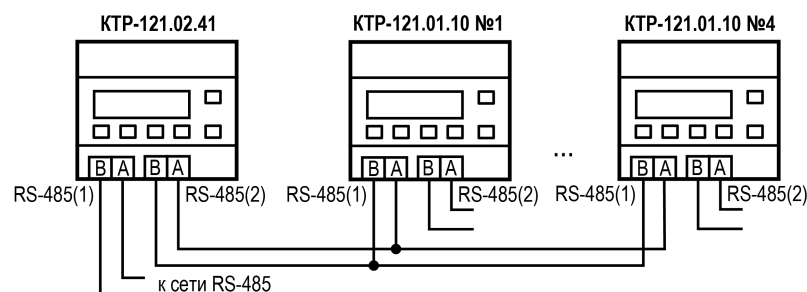 КТР-121.02.41 КТР-121.01.10 №1 КТР-121.01.10 №4
...
B A B A B A B A B A B A
RS-485(1) RS-485(2) RS-485(1) RS-485(2) RS-485(1) RS-485(2)
к сети RS-485